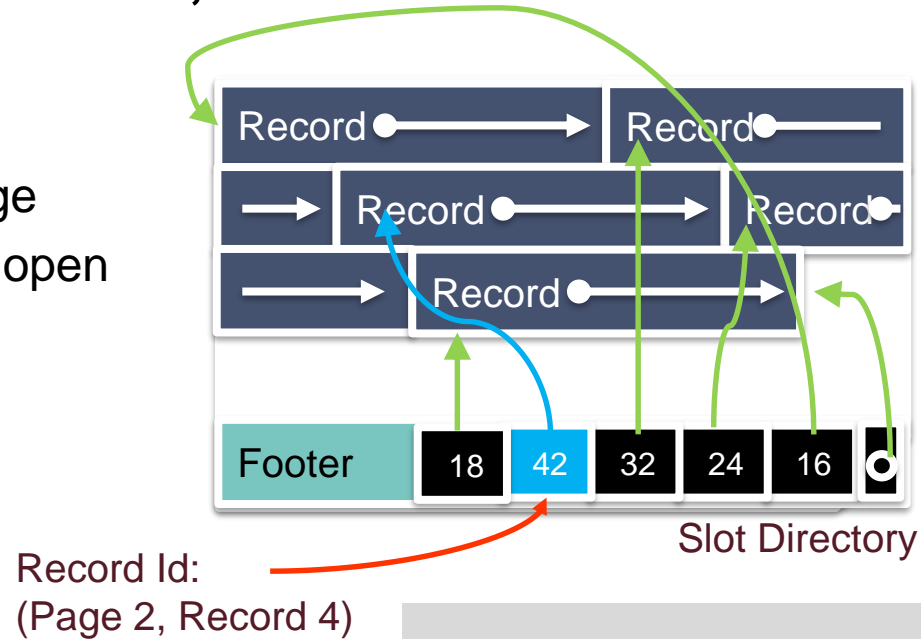 ge
open
Record Record
Record Record
Record
Footer 18 42 32 24 16
Slot Directory
Record Id:
(Page 2, Record 4)